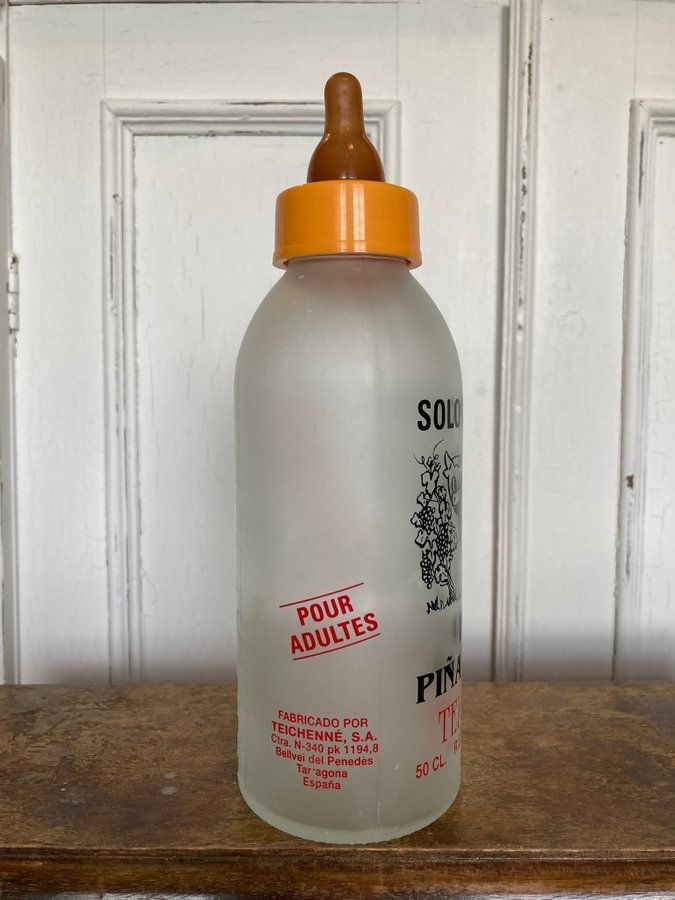 SOLO
POUR
ADULTES
PIÑA
FABRICADO POR
TEICHENNÉ, S.A.
Ctra. N-340 pk 1194,8
Bellvei del Penedès
Tarragona
España
50 CL.